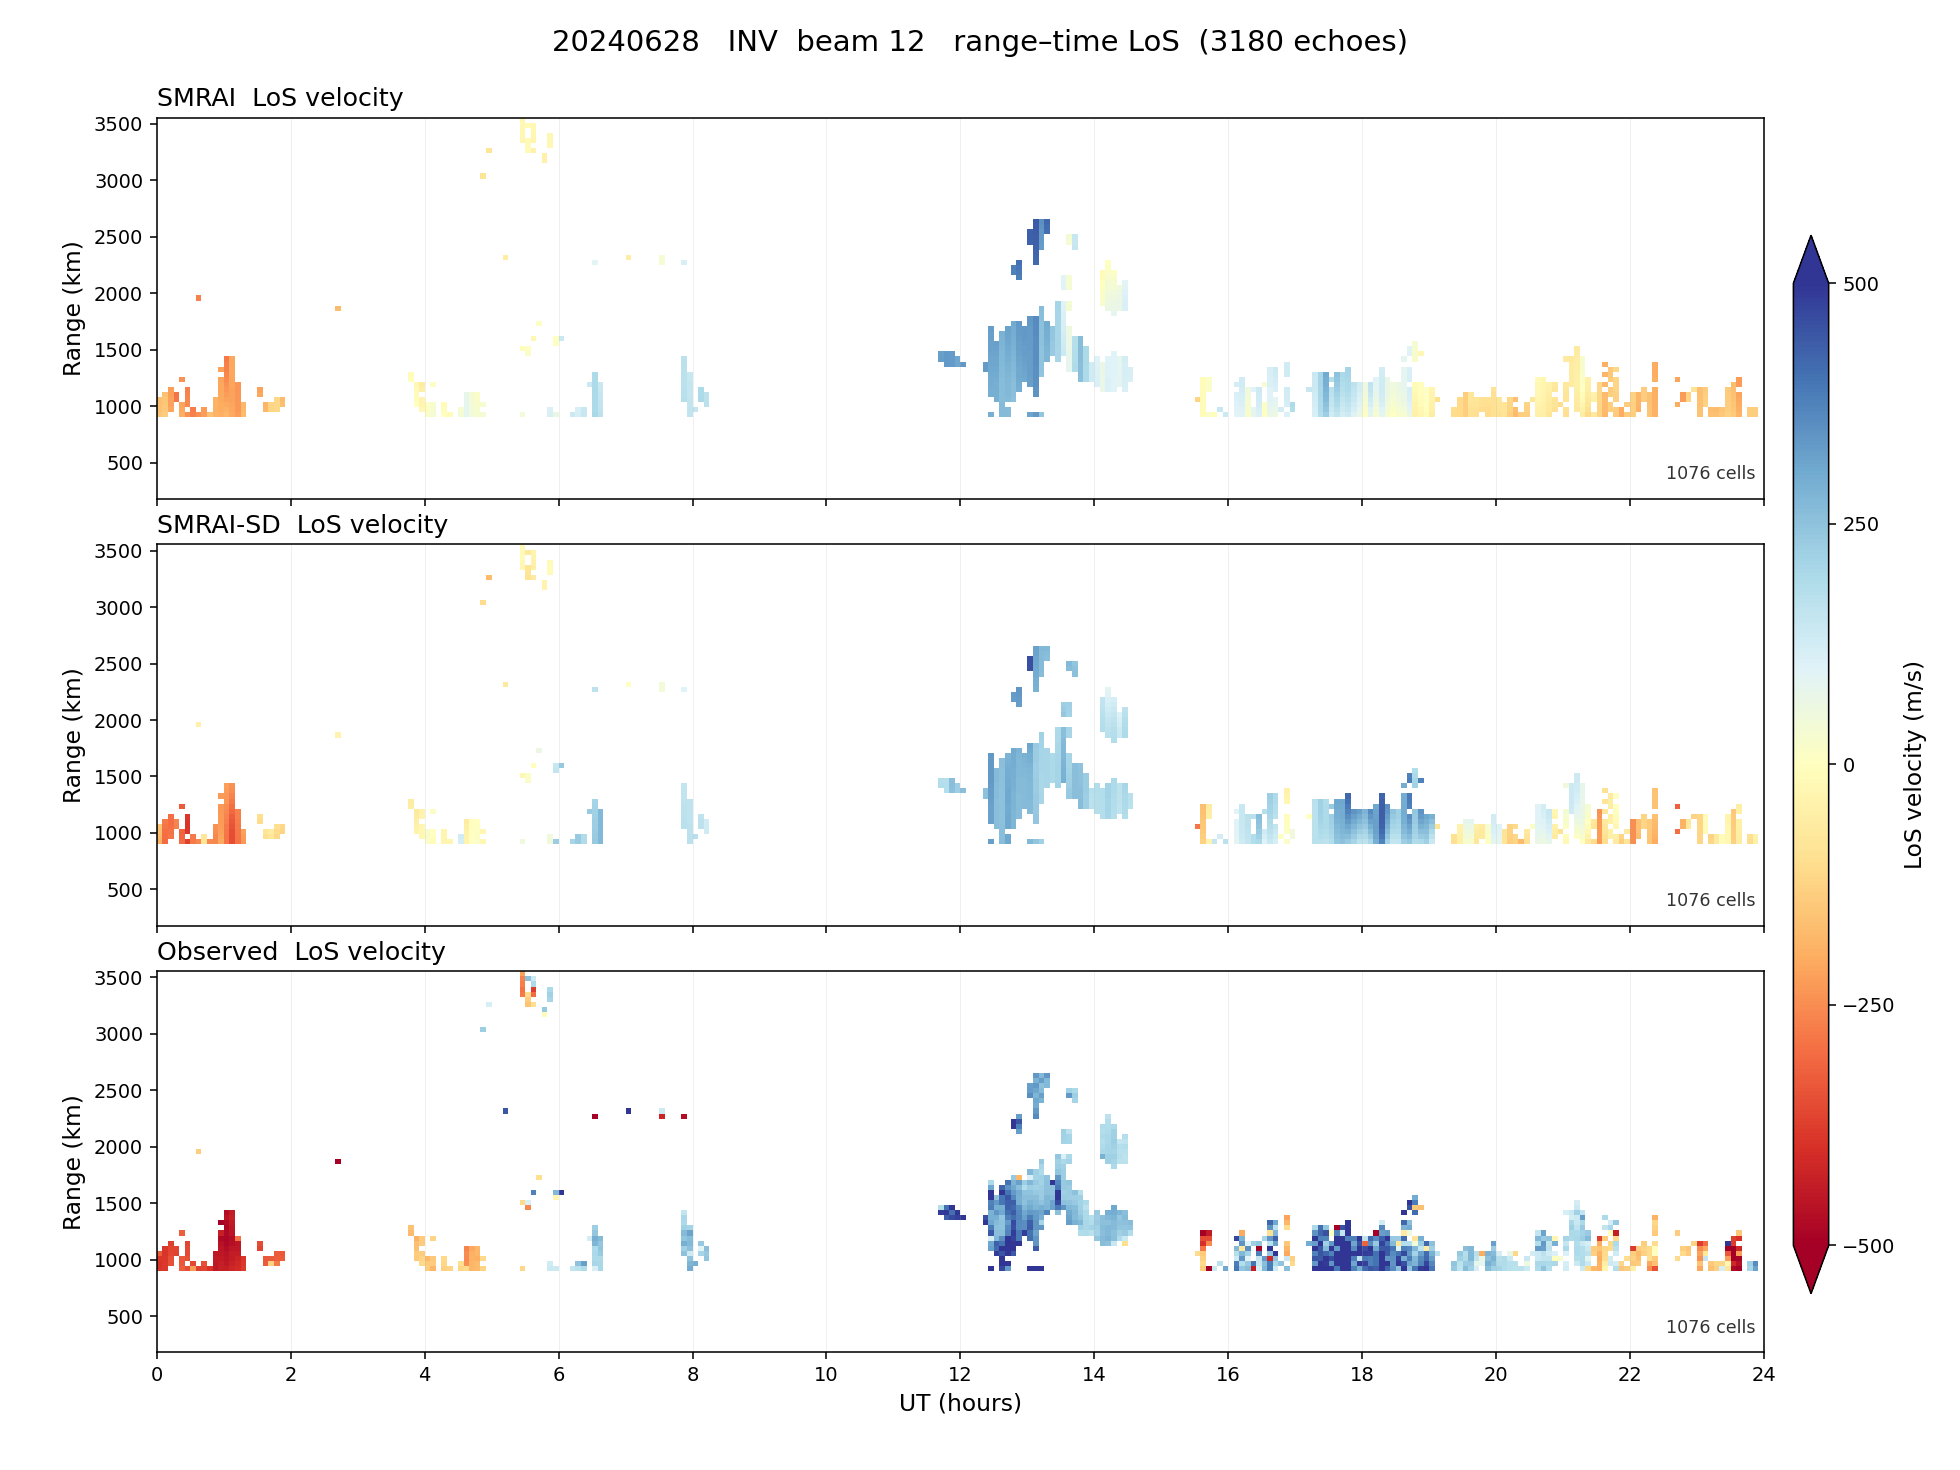 20240628   INV  beam 12   range–time LoS  (3180 echoes)
SMRAI  LoS velocity
3500
3000
2500
2000
1500
1000
500
Range (km)
1076 cells
SMRAI-SD  LoS velocity
3500
3000
2500
2000
1500
1000
500
Range (km)
1076 cells
Observed  LoS velocity
3500
3000
2500
2000
1500
1000
500
Range (km)
1076 cells
0 2 4 6 8 10 12 14 16 18 20 22 24
UT (hours)
500
250
0
−250
−500
LoS velocity (m/s)